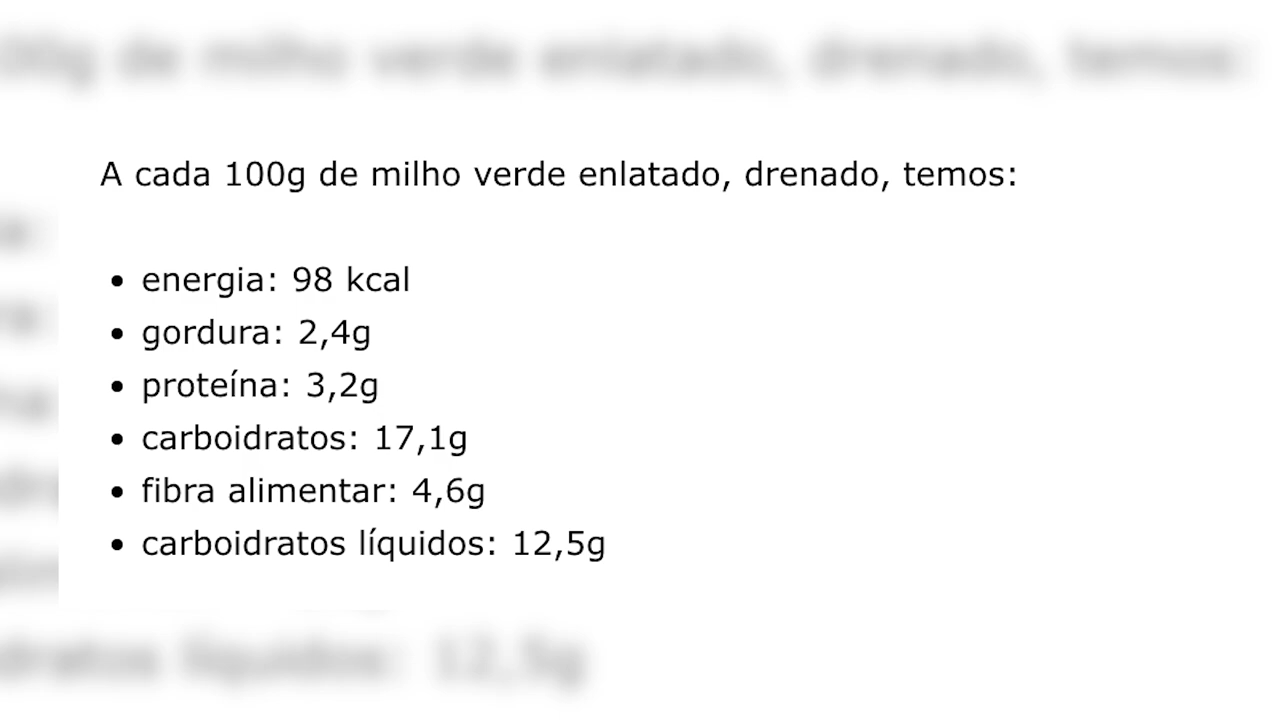 A cada 100g de milho verde enlatado, drenado, temos:
• energia: 98 kcal
• gordura: 2,4g
• proteína: 3,2g
• carboidratos: 17,1g
• fibra alimentar: 4,6g
• carboidratos líquidos: 12,5g